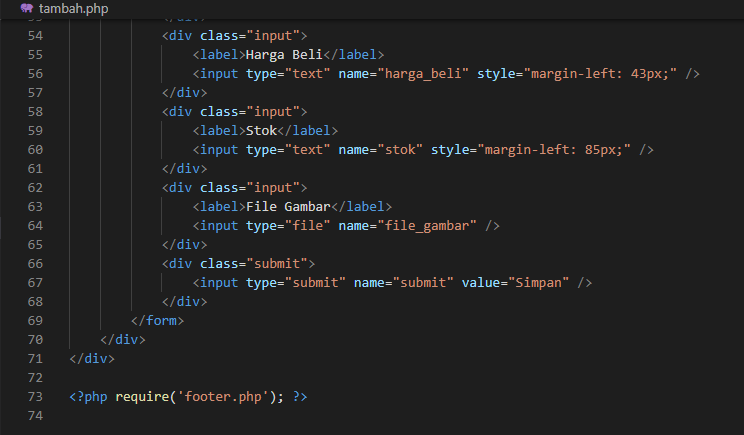 tambah.php
53 </div>
54 <div class="input">
55 <label>Harga Beli</label>
56 <input type="text" name="harga_beli" style="margin-left: 43px;" />
57 </div>
58 <div class="input">
59 <label>Stok</label>
60 <input type="text" name="stok" style="margin-left: 85px;" />
61 </div>
62 <div class="input">
63 <label>File Gambar</label>
64 <input type="file" name="file_gambar" />
65 </div>
66 <div class="submit">
67 <input type="submit" name="submit" value="Simpan" />
68 </div>
69 </form>
70 </div>
71 </div>
72
73 <?php require('footer.php'); ?>
74